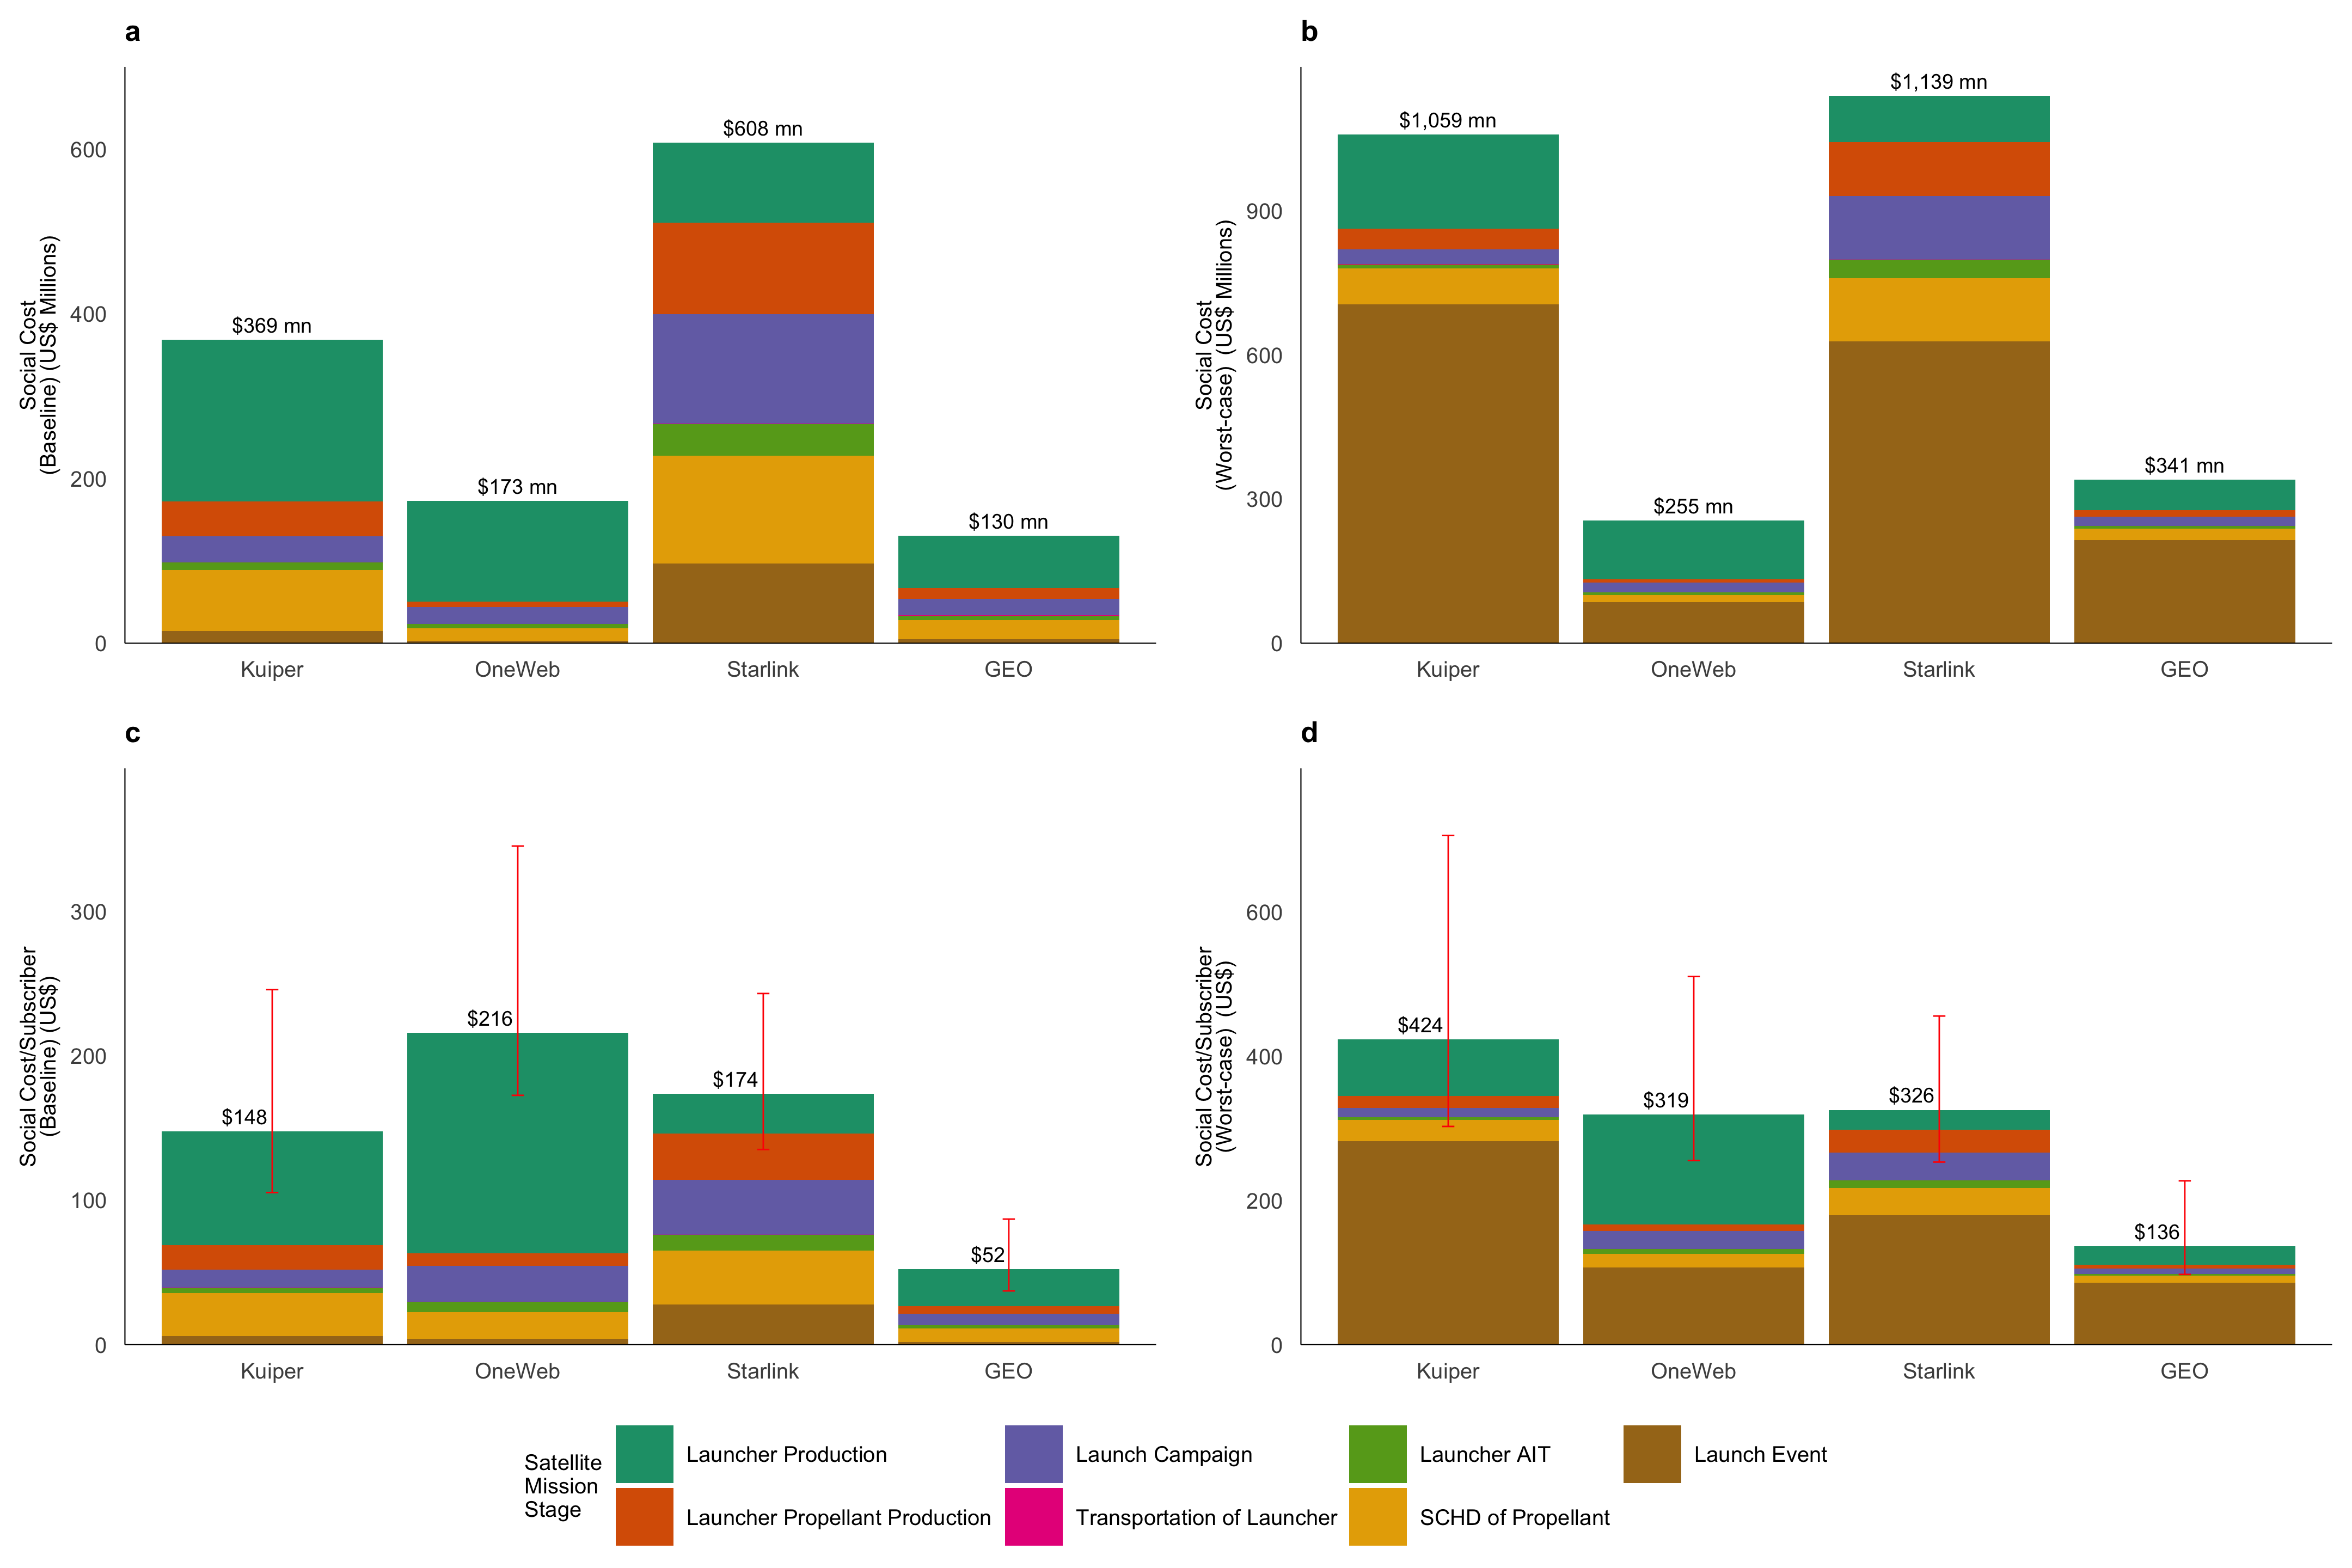 a
Social Cost
(Baseline) (US$ Millions)
600
400
200
0
$369 mn
$173 mn
$608 mn
$130 mn
Kuiper
OneWeb
Starlink
GEO
b
Social Cost
(Worst-case) (US$ Millions)
900
600
300
0
$1,059 mn
$255 mn
$1,139 mn
$341 mn
Kuiper
OneWeb
Starlink
GEO
c
Social Cost/Subscriber
(Baseline) (US$)
300
200
100
0
$148
$216
$174
$52
Kuiper
OneWeb
Starlink
GEO
d
Social Cost/Subscriber
(Worst-case) (US$)
600
400
200
0
$424
$319
$326
$136
Kuiper
OneWeb
Starlink
GEO
Satellite
Mission
Stage
Launcher Production
Launch Campaign
Launcher AIT
Launch Event
Launcher Propellant Production
Transportation of Launcher
SCHD of Propellant